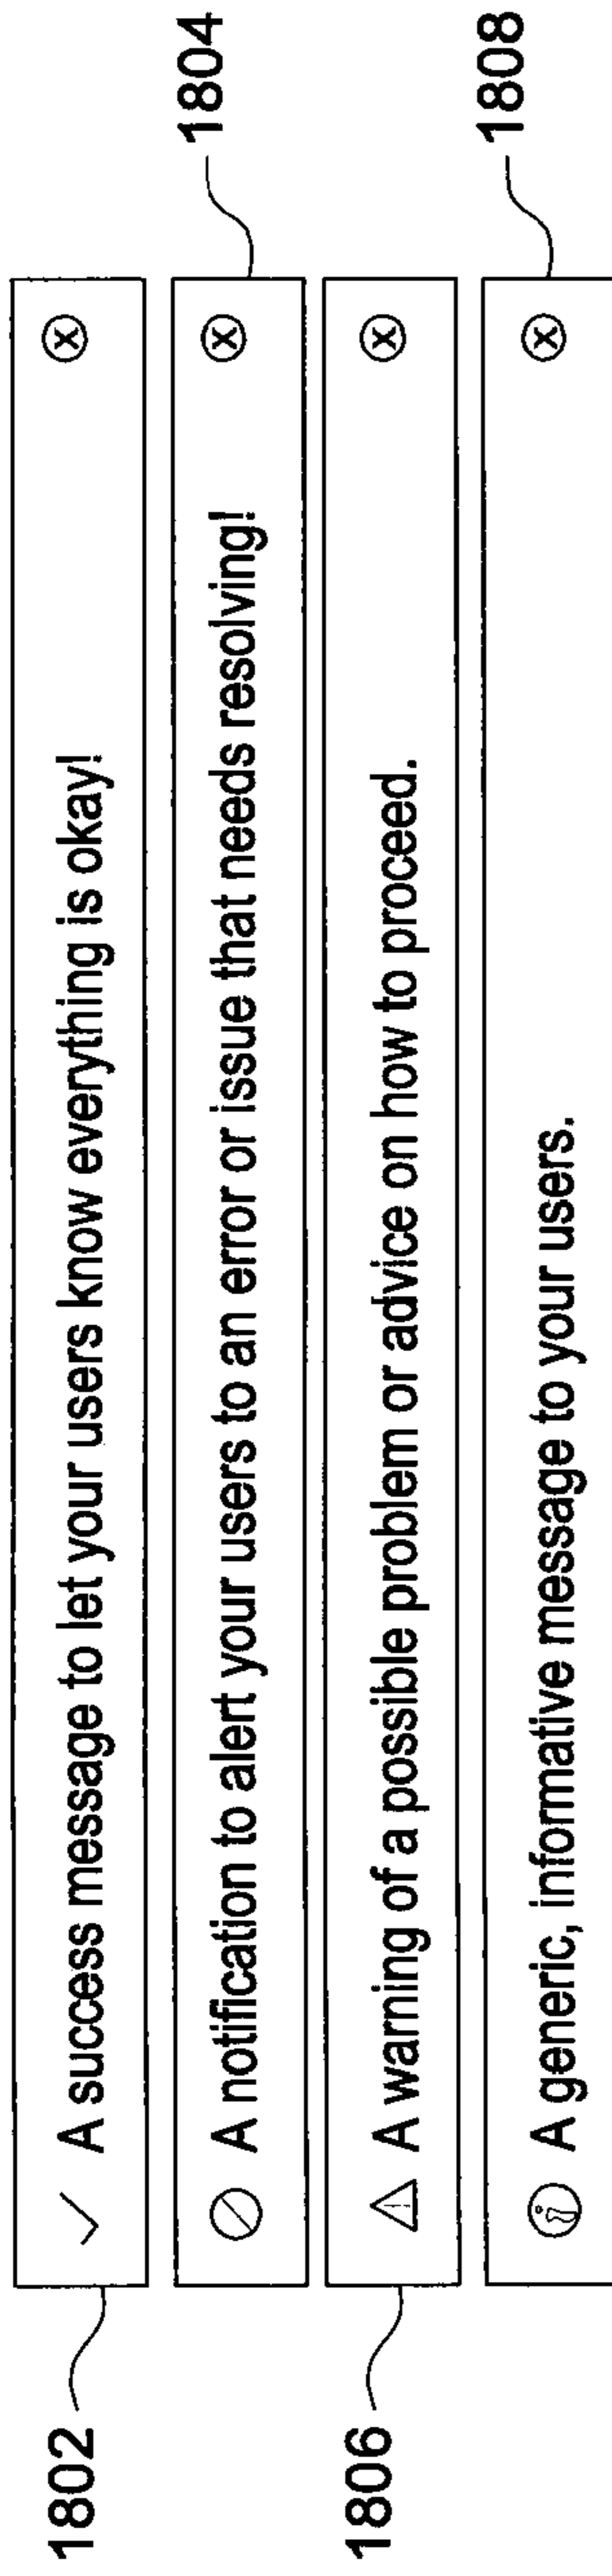 1802
A success message to let your users know everything is okay! X
A notification to alert your users to an error or issue that needs resolving! X
1804
1806
A warning of a possible problem or advice on how to proceed. X
A generic, informative message to your users. X
1808